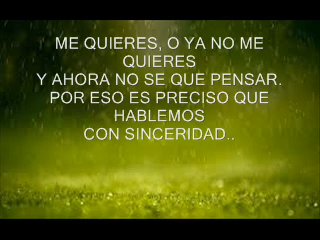 ME QUIERES, O YA NO ME
QUIERES
Y AHORA NO SE QUE PENSAR.
POR ESO ES PRECISO QUE
HABLEMOS
CON SINCERIDAD..